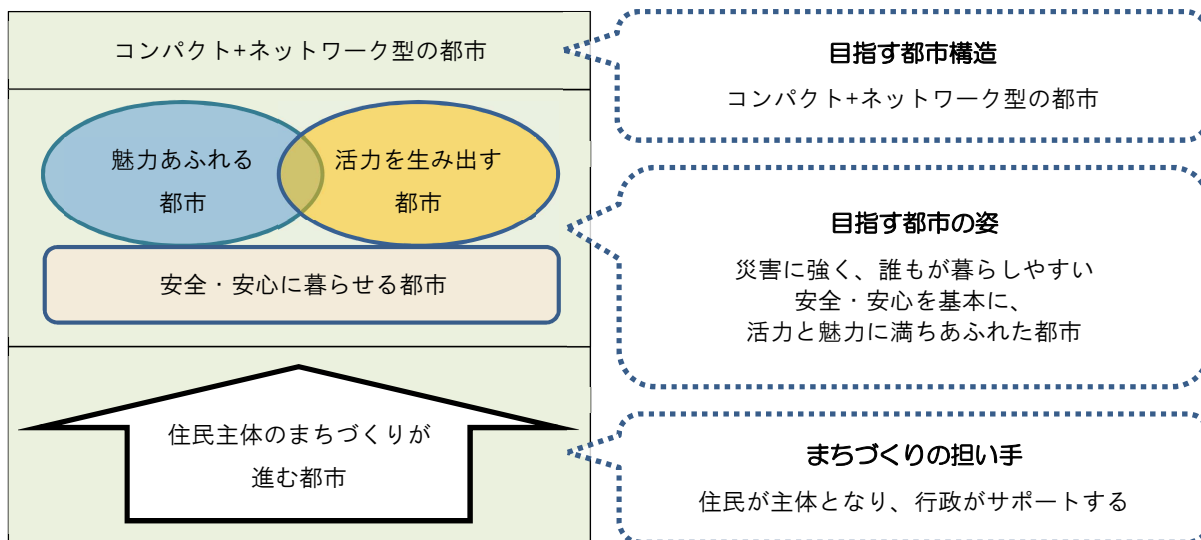 コンパクト+ネットワーク型の都市
魅力あふれる
都市
活力を生み出す
都市
安全・安心に暮らせる都市
住民主体のまちづくりが
進む都市
目指す都市構造
コンパクト+ネットワーク型の都市
目指す都市の姿
災害に強く、誰もが暮らしやすい
安全・安心を基本に、
活力と魅力に満ちあふれた都市
まちづくりの担い手
住民が主体となり、行政がサポートする